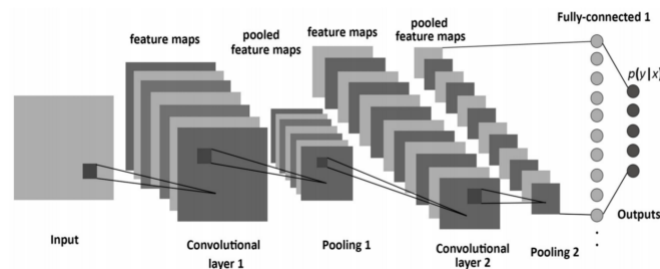 Fully-connected 1
feature maps
pooled
feature maps
feature maps
pooled
feature maps
p(y|x)
Input
Convolutional
layer 1
Pooling 1
Convolutional
layer 2
Pooling 2
Outputs